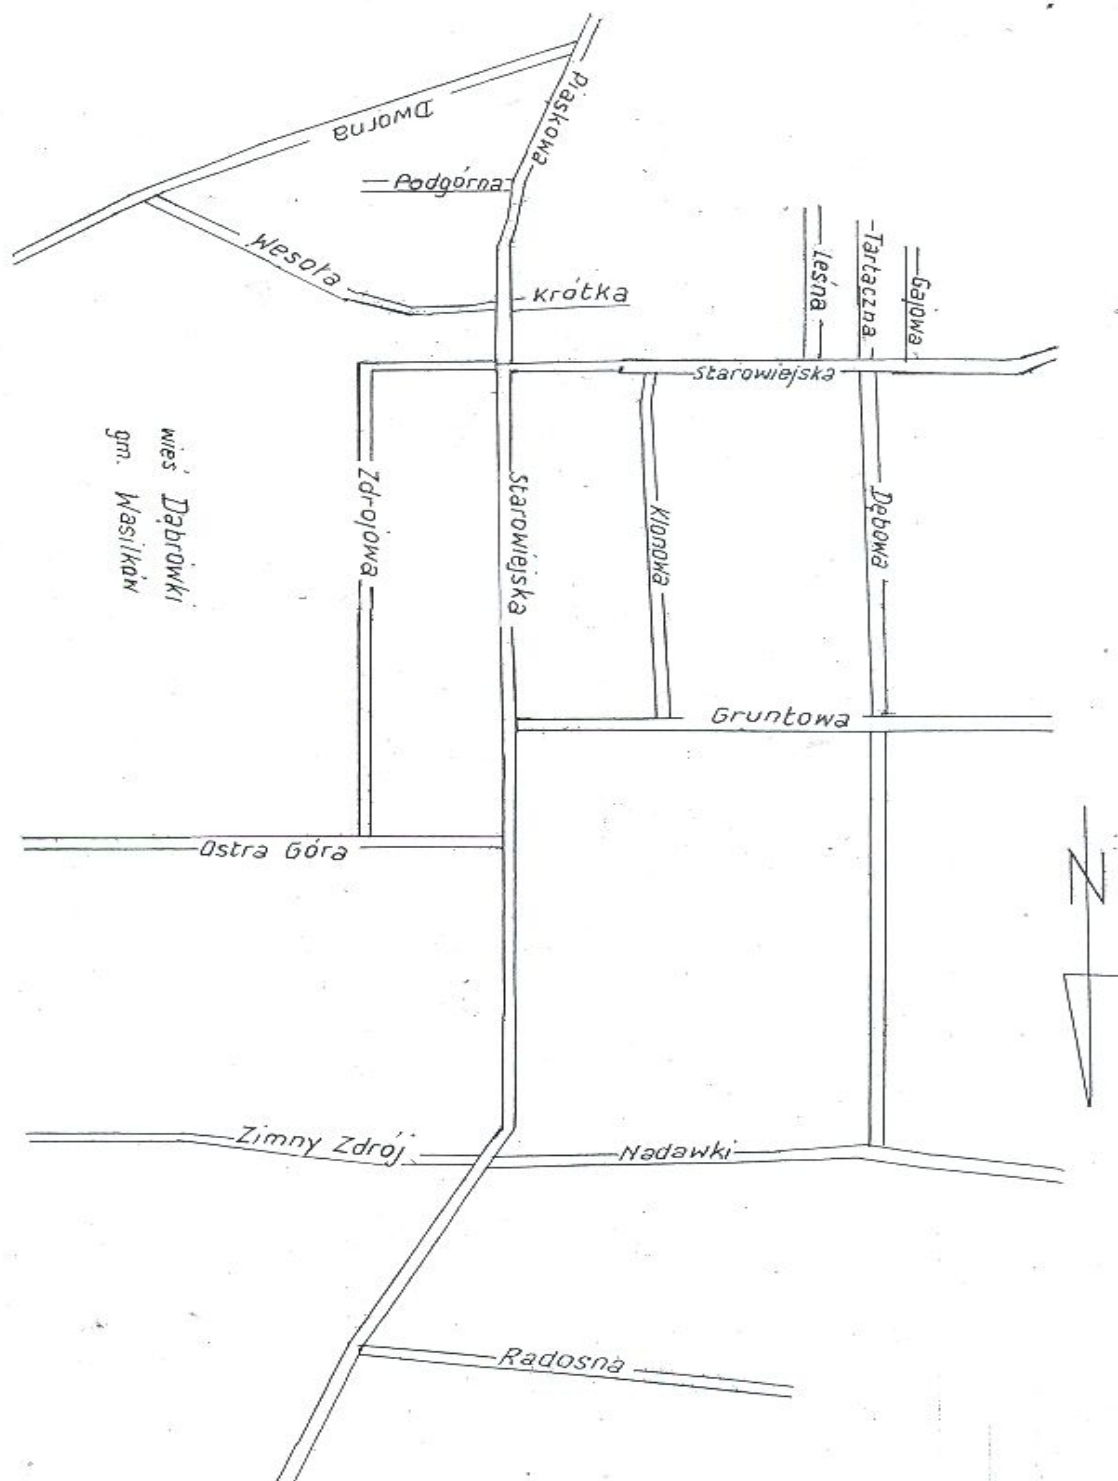 Piaskowa
Dworna
Podgórna
Wesoła
Krótka
Leśna
Tartaczna
Gajowa
Starowiejska
wieś Dąbrówki
gm. Wasilków
Zdrojowa
Starowiejska
Klonowa
Dębowa
Gruntowa
Ostra Góra
N
Zimny Zdrój
Nadawki
Radosna